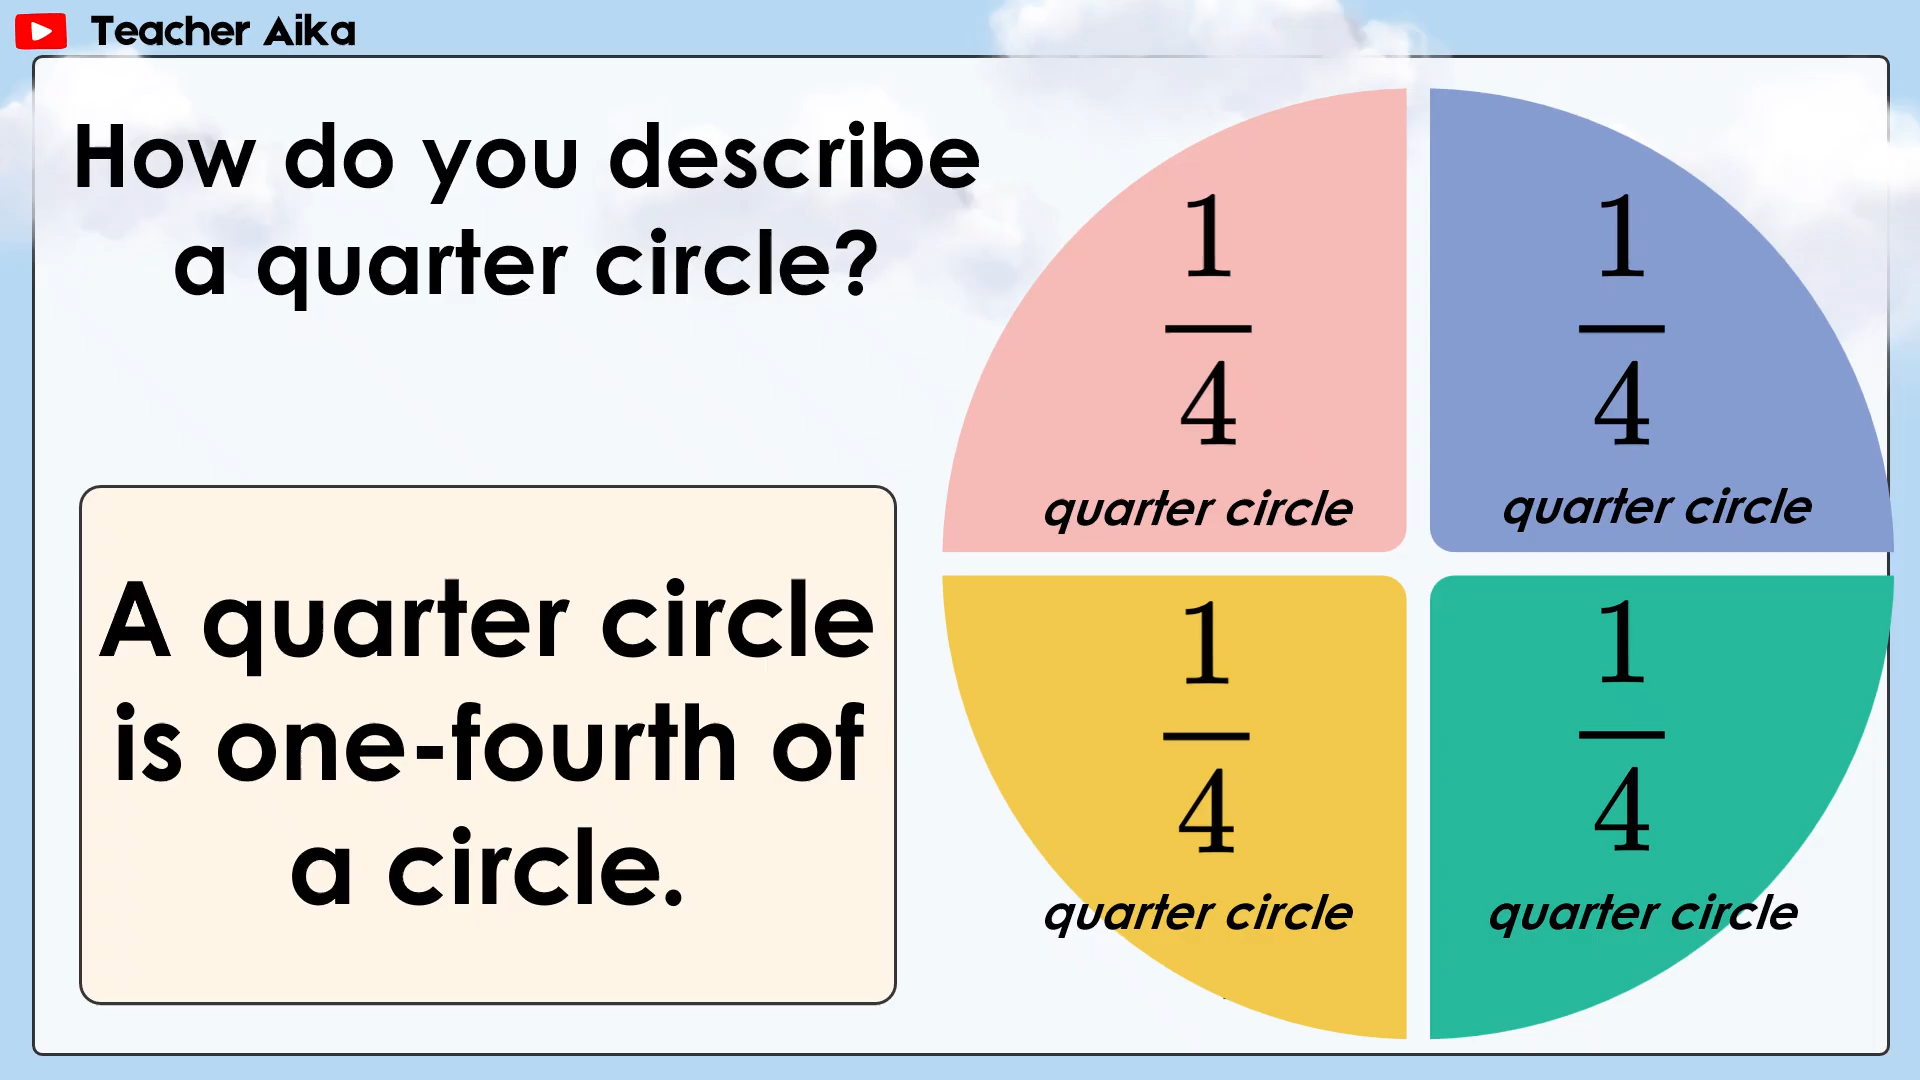 Teacher Aika
How do you describe
a quarter circle?
A quarter circle
is one-fourth of
a circle.
1
4
quarter circle
1
4
quarter circle
1
4
quarter circle
1
4
quarter circle